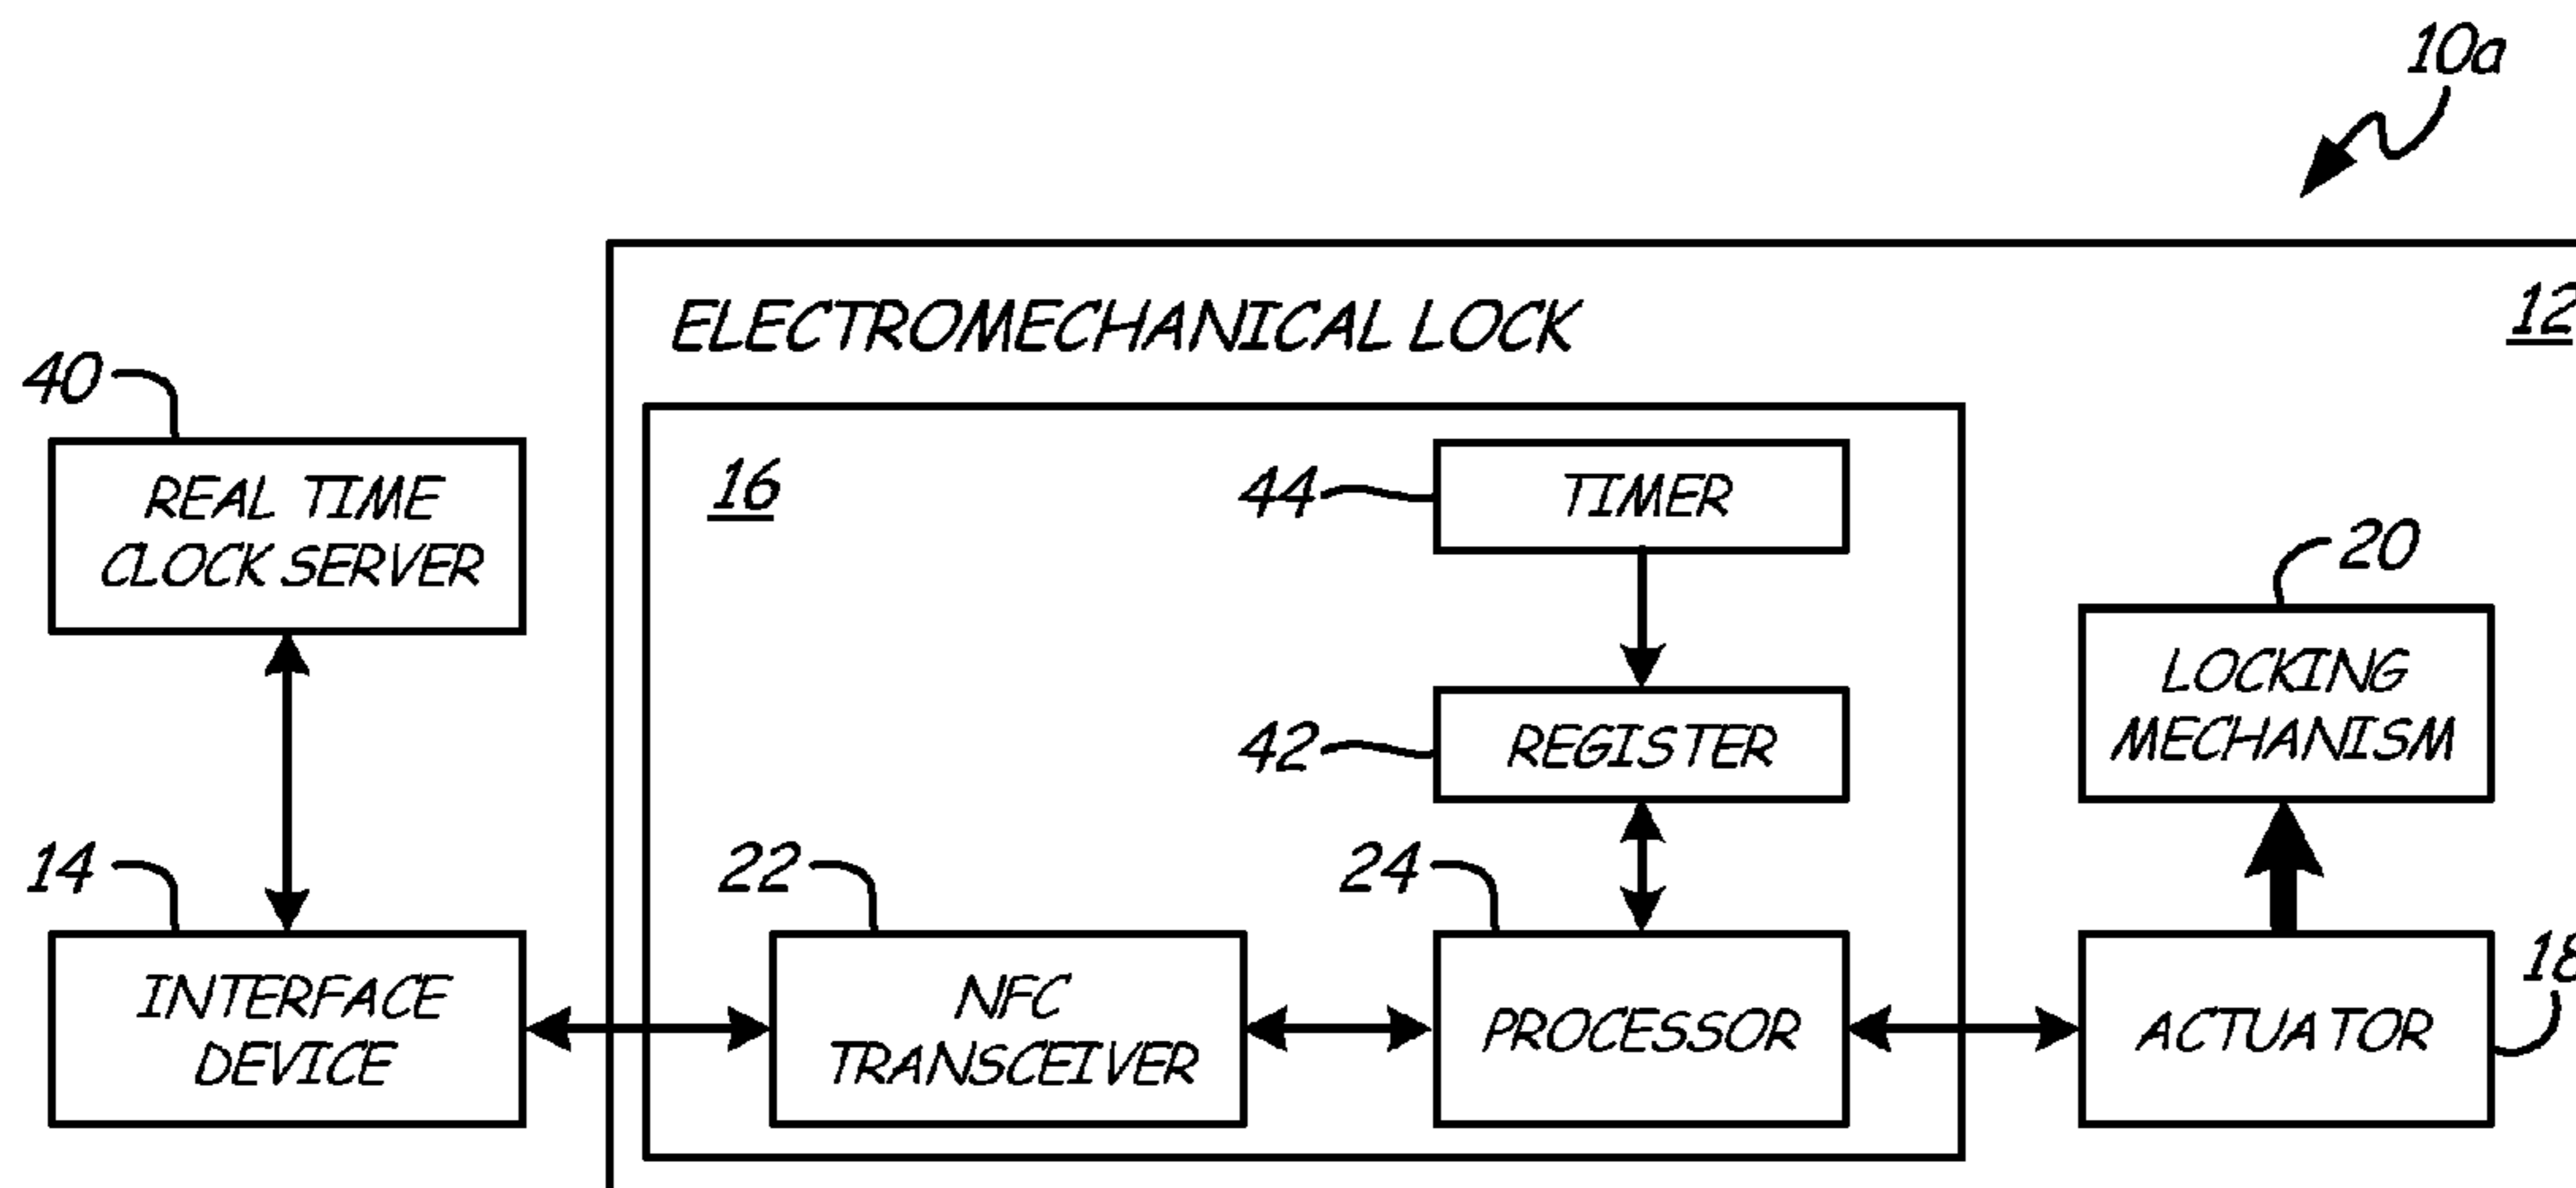 10a
12
ELECTROMECHANICAL LOCK
40
REAL TIME
CLOCK SERVER
16
44
TIMER
20
LOCKING
MECHANISM
42
REGISTER
14
INTERFACE
DEVICE
22
NFC
TRANSCEIVER
24
PROCESSOR
ACTUATOR
18